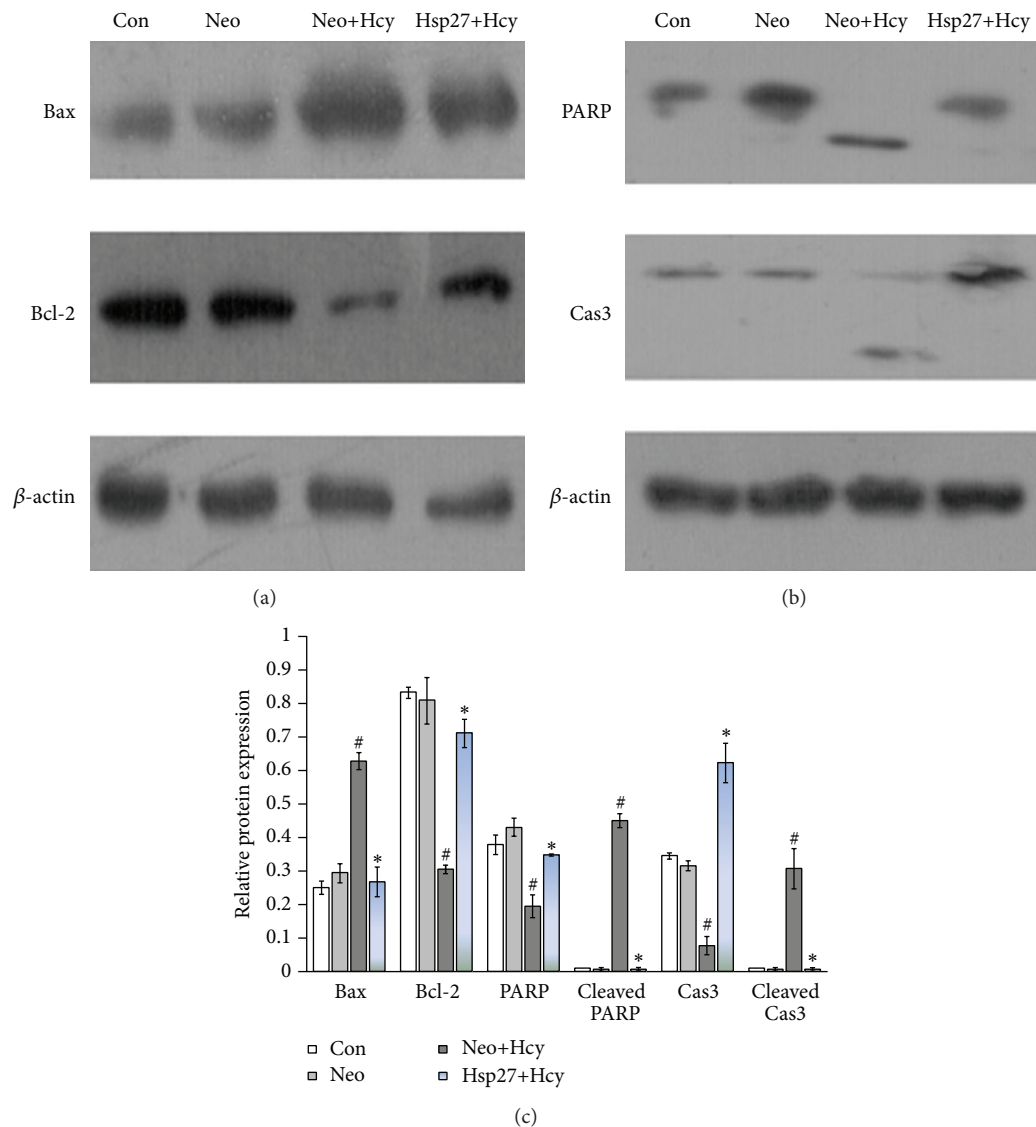 Con Neo Neo+Hcy Hsp27+Hcy
Bax
Bcl-2
β-actin
(a)
Con Neo Neo+Hcy Hsp27+Hcy
PARP
Cas3
β-actin
(b)
Relative protein expression
1
0.9
0.8
0.7
0.6
0.5
0.4
0.3
0.2
0.1
0
# * # * # * # * # * # *
Bax Bcl-2 PARP Cleaved PARP Cas3 Cleaved Cas3
Con Neo+Hcy
Neo Hsp27+Hcy
(c)